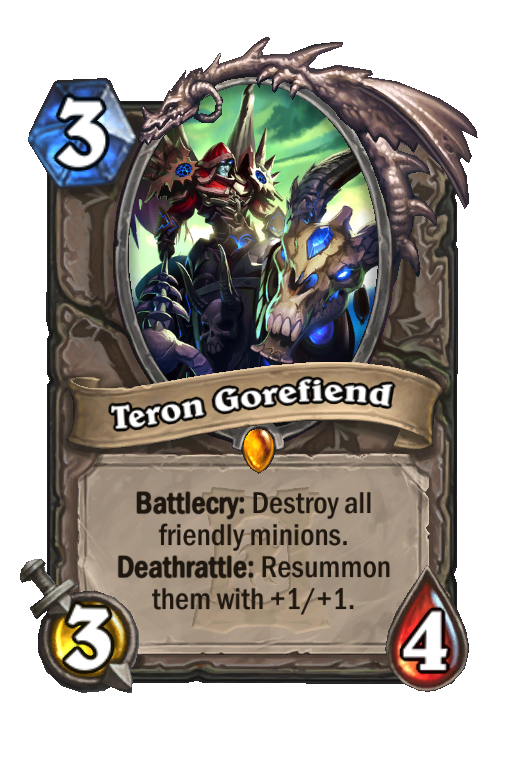 3
Teron Gorefiend
Battlecry: Destroy all
friendly minions.
Deathrattle: Resummon
them with +1/+1.
3
4